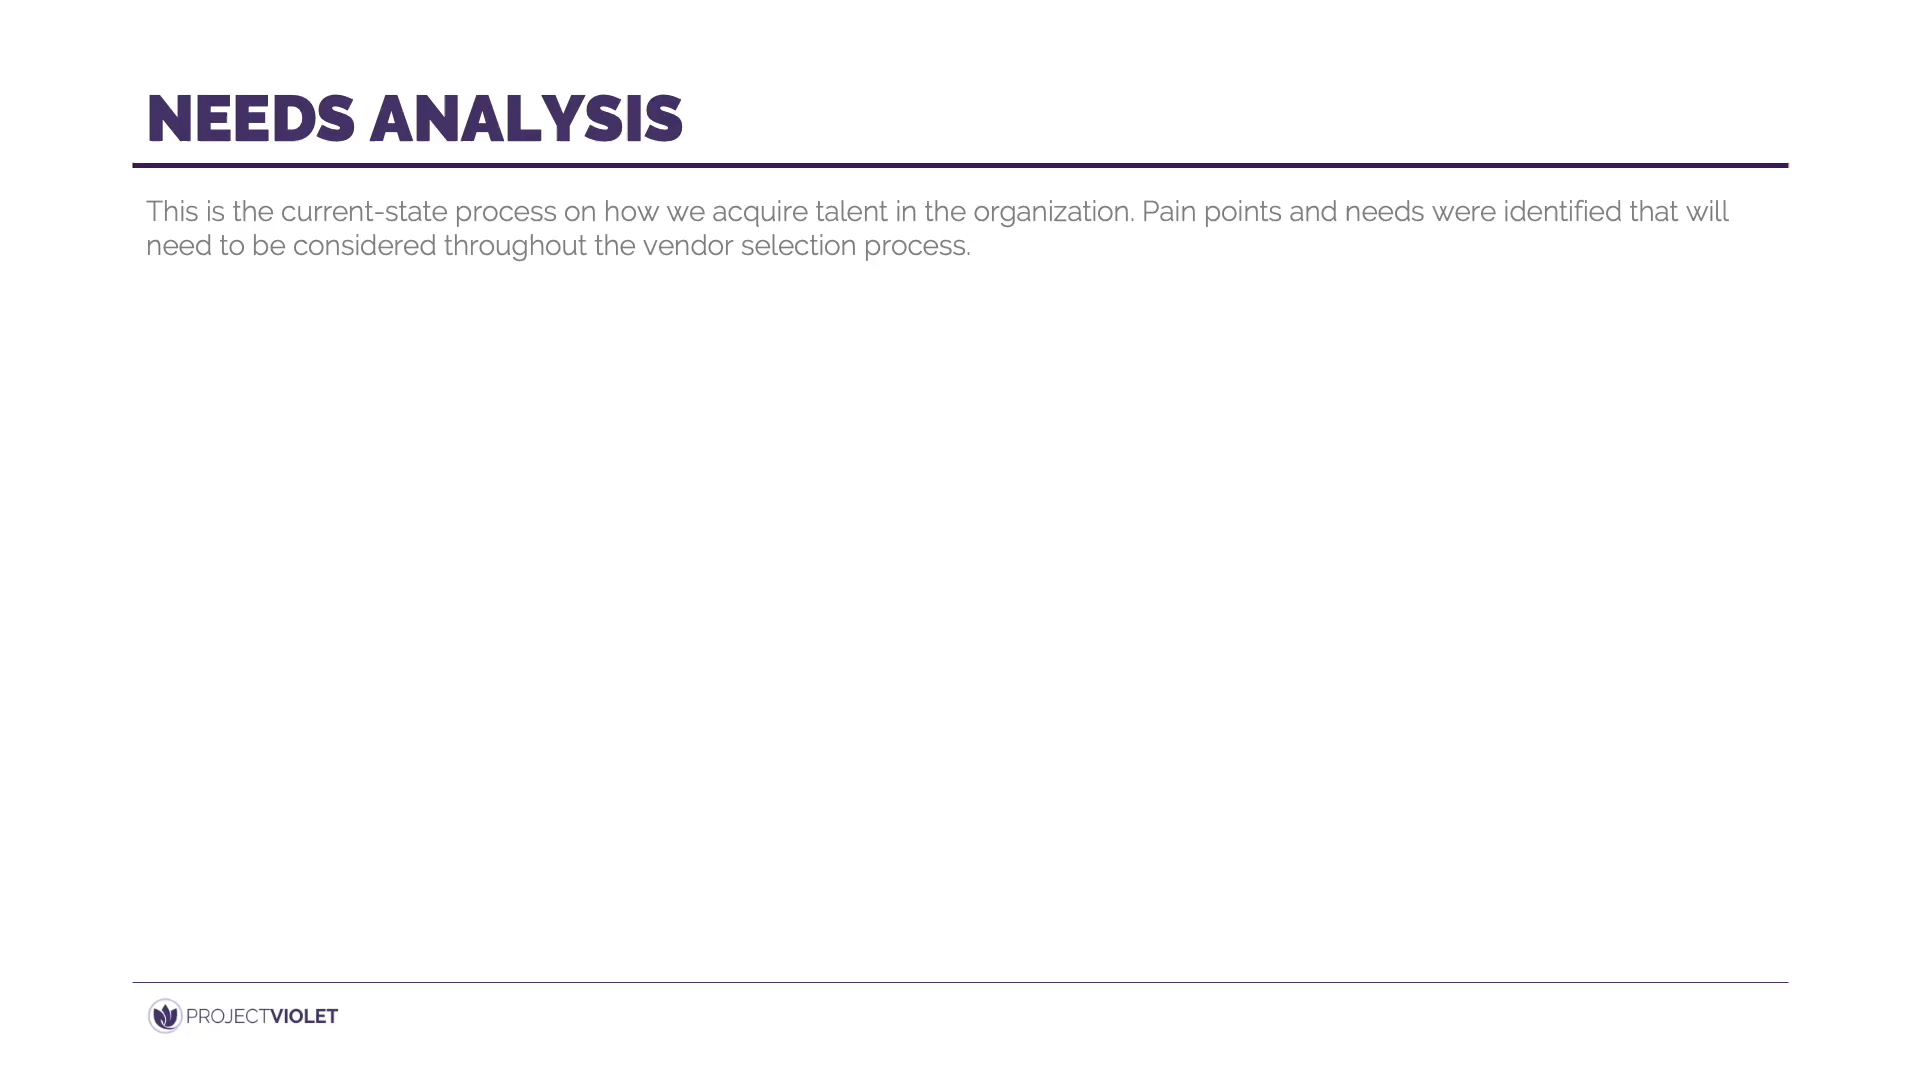 NEEDS ANALYSIS
This is the current-state process on how we acquire talent in the organization. Pain points and needs were identified that will
need to be considered throughout the vendor selection process.
PROJECTVIOLET